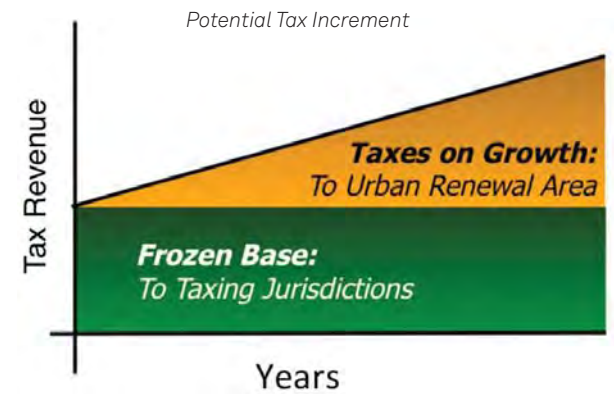 Potential Tax Increment
Tax Revenue
Taxes on Growth:
To Urban Renewal Area
Frozen Base:
To Taxing Jurisdictions
Years